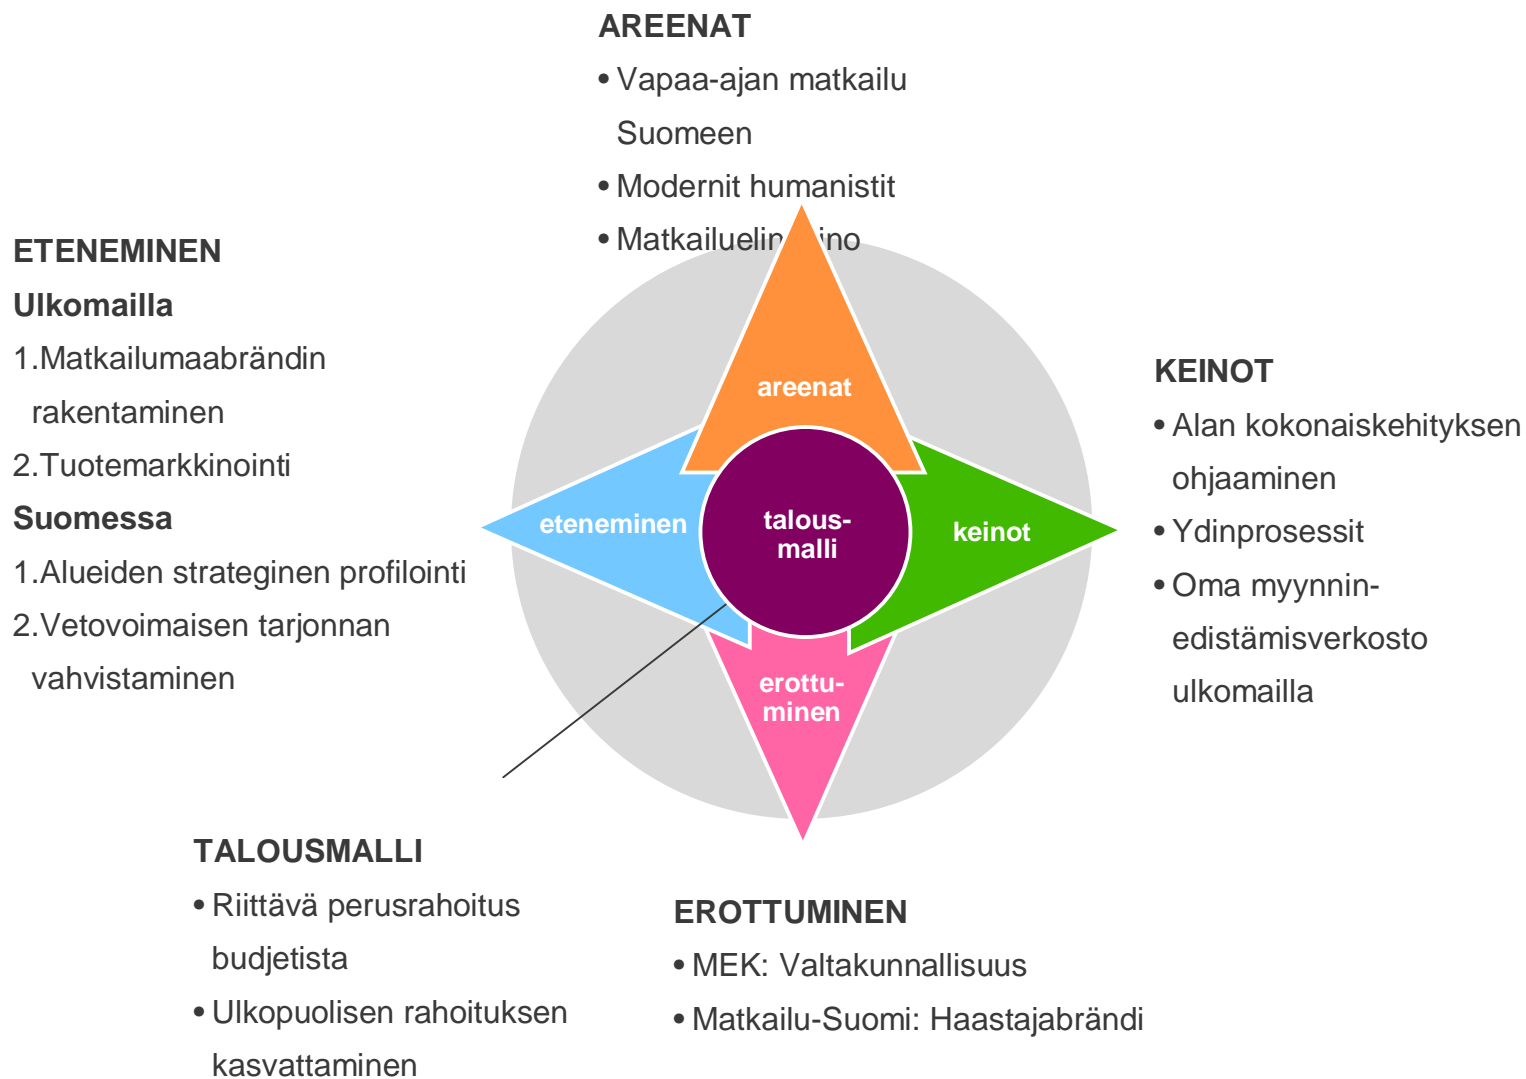 AREENAT
• Vapaa-ajan matkailu
Suomeen
• Modernit humanistit
• Matkailuelin ino
ETENEMINEN
Ulkomailla
1.Matkailumaabrändin
rakentaminen
2.Tuotemarkkinointi
Suomessa
1.Alueiden strateginen profilointi
2.Vetovoimaisen tarjonnan
vahvistaminen
areenat
eteneminen
talous-
malli
keinot
erottu-
minen
KEINOT
• Alan kokonaiskehityksen
ohjaaminen
• Ydinprosessit
• Oma myynnin-
edistämisverkosto
ulkomailla
TALOUSMALLI
• Riittävä perusrahoitus
budjetista
• Ulkopuolisen rahoituksen
kasvattaminen
EROTTUMINEN
• MEK: Valtakunnallisuus
• Matkailu-Suomi: Haastajabrändi